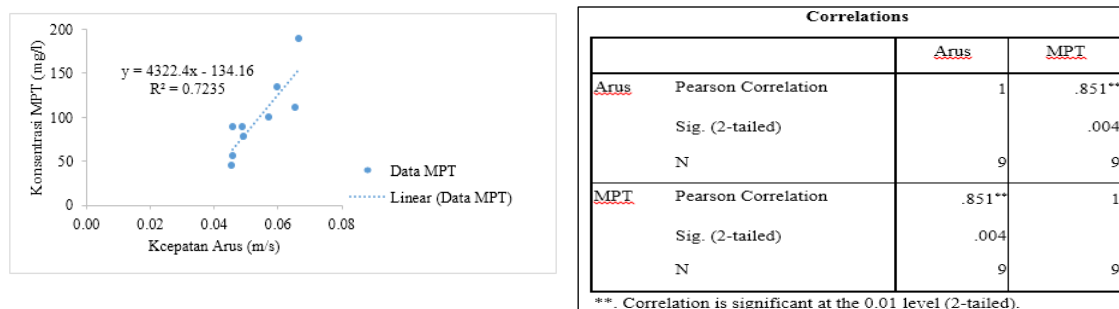 200
150
100
50
0
Konsentrasi MPT (mg/l)
y = 4322.4x - 134.16
R² = 0.7235
Data MPT
Linear (Data MPT)
0.00 0.02 0.04 0.06 0.08
Kcepatan Arus (m/s)
Correlations
Arus MPT
Arus Pearson Correlation 1 .851**
Sig. (2-tailed) .004
N 9 9
MPT Pearson Correlation .851** 1
Sig. (2-tailed) .004
N 9 9
**. Correlation is significant at the 0.01 level (2-tailed).